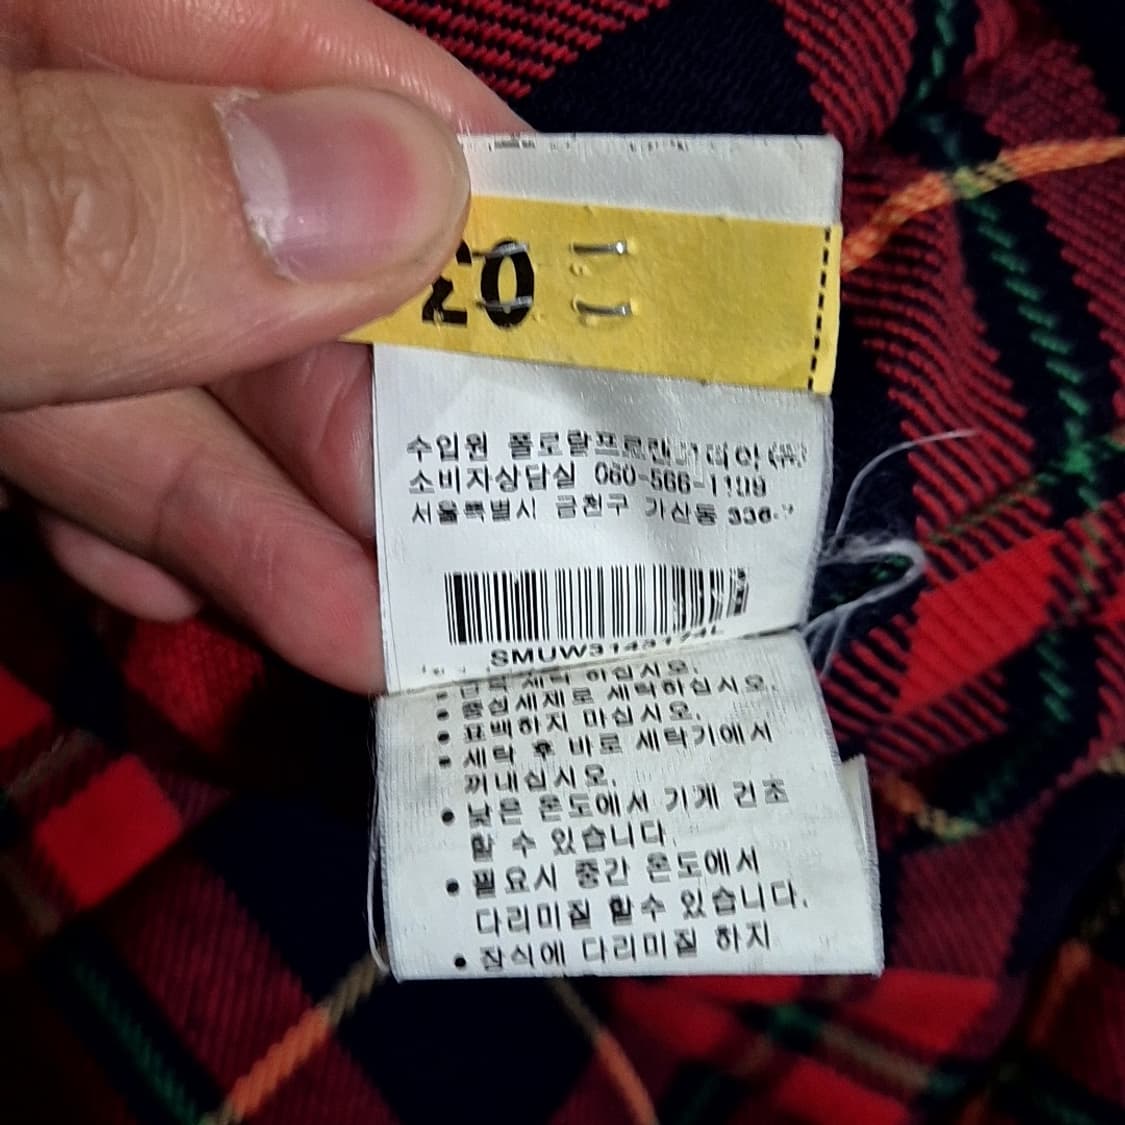 수입원 폴로랄프로렌코리아(유)
소비자상담실 080-566-1109
서울특별시 금천구 가산동 336-
중성세제로 세탁하십시오.
• 표백하지 마십시오.
• 세탁 후 바로 세탁기에서
꺼내십시오.
• 낮은 온도에서 기계 건조
할 수 있습니다.
• 필요시 중간 온도에서
다리미질 할수 있습니다.
• 장식에 다리미질 하지